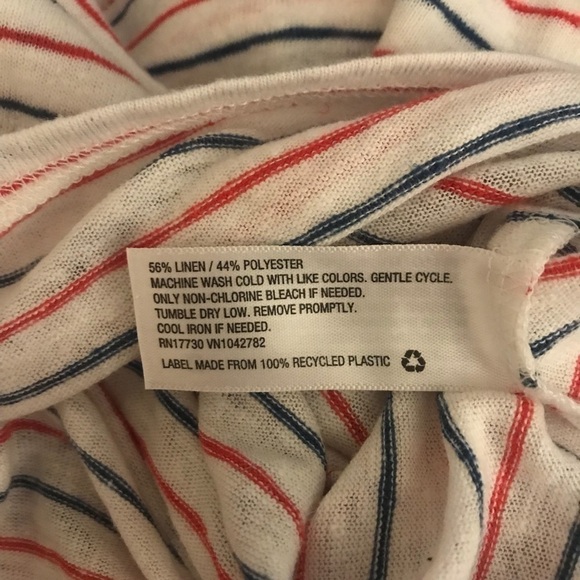 56% LINEN / 44% POLYESTER
MACHINE WASH COLD WITH LIKE COLORS. GENTLE CYCLE.
ONLY NON-CHLORINE BLEACH IF NEEDED.
TUMBLE DRY LOW. REMOVE PROMPTLY.
COOL IRON IF NEEDED.
RN17730 VN1042782
LABEL MADE FROM 100% RECYCLED PLASTIC